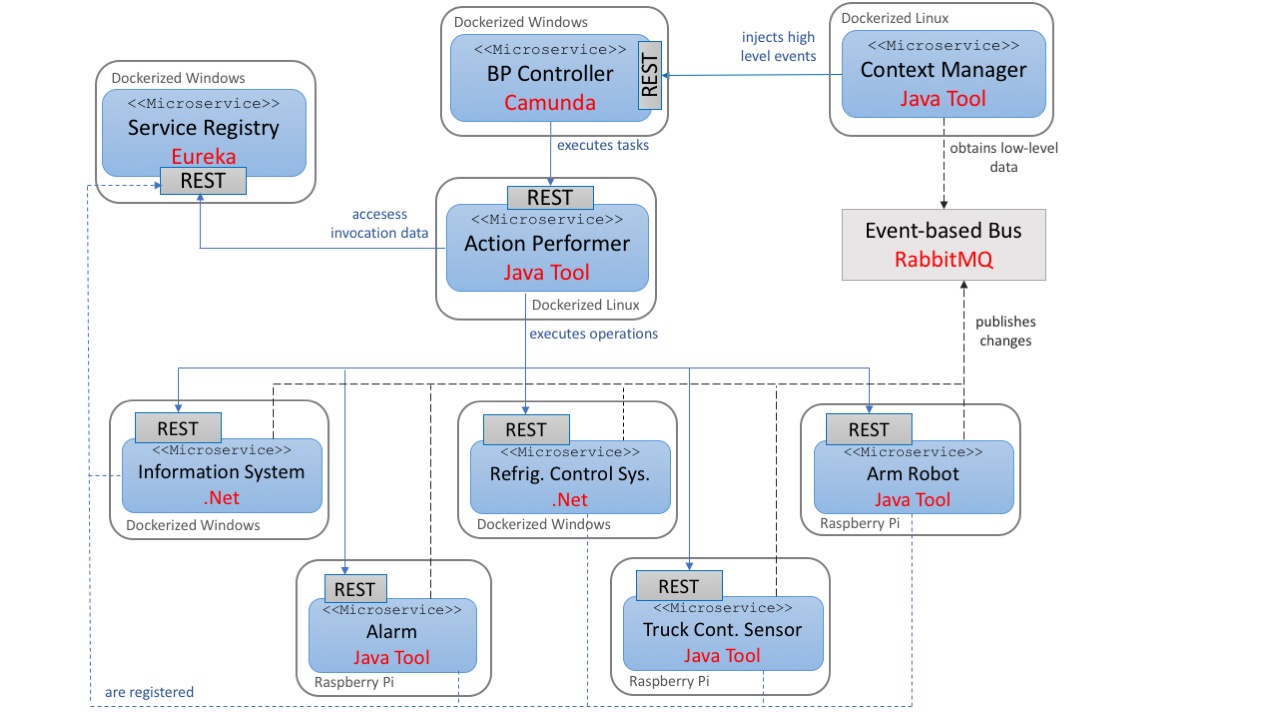 Dockerized Windows
<<Microservice>>
BP Controller
Camunda
REST
injects high
level events
Dockerized Linux
<<Microservice>>
Context Manager
Java Tool
Dockerized Windows
<<Microservice>>
Service Registry
Eureka
REST
executes tasks
obtains low-level
data
REST
<<Microservice>>
Action Performer
Java Tool
Dockerized Linux
accesess
invocation data
Event-based Bus
RabbitMQ
executes operations
publishes
changes
REST
<<Microservice>>
Information System
.Net
Dockerized Windows
REST
<<Microservice>>
Refrig. Control Sys.
.Net
Dockerized Windows
REST
<<Microservice>>
Arm Robot
Java Tool
Raspberry Pi
REST
<<Microservice>>
Alarm
Java Tool
Raspberry Pi
REST
<<Microservice>>
Truck Cont. Sensor
Java Tool
Raspberry Pi
are registered